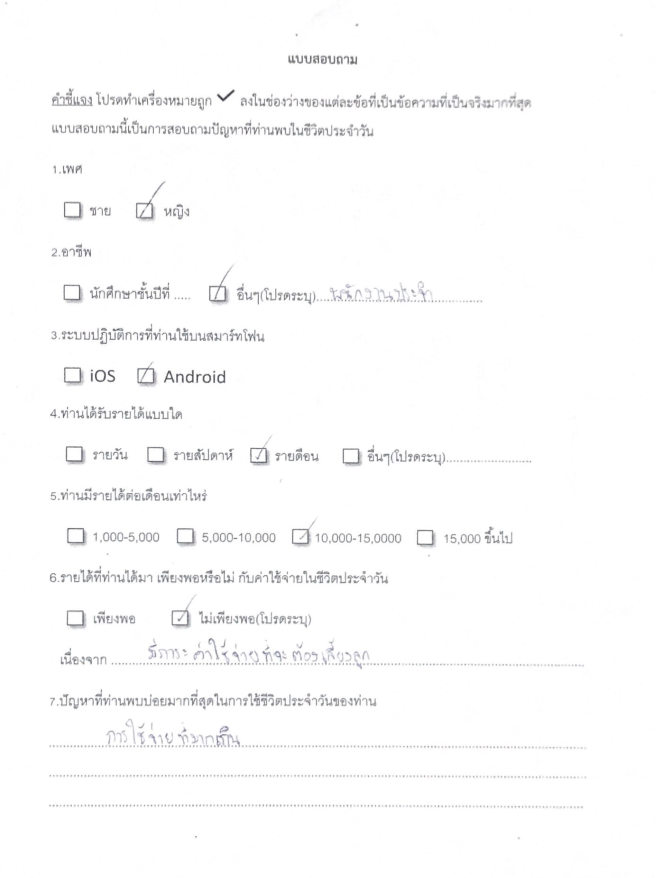 แบบสอบถาม
คำชี้แจง โปรดทำเครื่องหมายถูก ✓ ลงในช่องว่างของแต่ละข้อที่เป็นข้อความที่เป็นจริงมากที่สุด
แบบสอบถามนี้เป็นการสอบถามปัญหาที่ท่านพบในชีวิตประจำวัน
1.เพศ
☐ ชาย ☑ หญิง
2.อาชีพ
☐ นักศึกษาชั้นปีที่ ..... ☑ อื่นๆ(โปรดระบุ)....พนักงานประจำ..............
3.ระบบปฏิบัติการที่ท่านใช้บนสมาร์ทโฟน
☐ iOS ☑ Android
4.ท่านได้รับรายได้แบบใด
☐ รายวัน ☐ รายสัปดาห์ ☑ รายดือน ☐ อื่นๆ(โปรดระบุ)..........................
5.ท่านมีรายได้ต่อเดือนเท่าไหร่
☐ 1,000-5,000 ☐ 5,000-10,000 ☑ 10,000-15,0000 ☐ 15,000 ขึ้นไป
6.รายได้ที่ท่านได้มา เพียงพอหรือไม่ กับค่าใช้จ่ายในชีวิตประจำวัน
☐ เพียงพอ ☑ ไม่เพียงพอ(โปรดระบุ)
เนื่องจาก ..........มีภาระ ค่าใช้จ่ายที่จะต้องเลี้ยงลูก..........
7.ปัญหาที่ท่านพบบ่อยมากที่สุดในการใช้ชีวิตประจำวันของท่าน
การใช้จ่ายที่มากเกิน